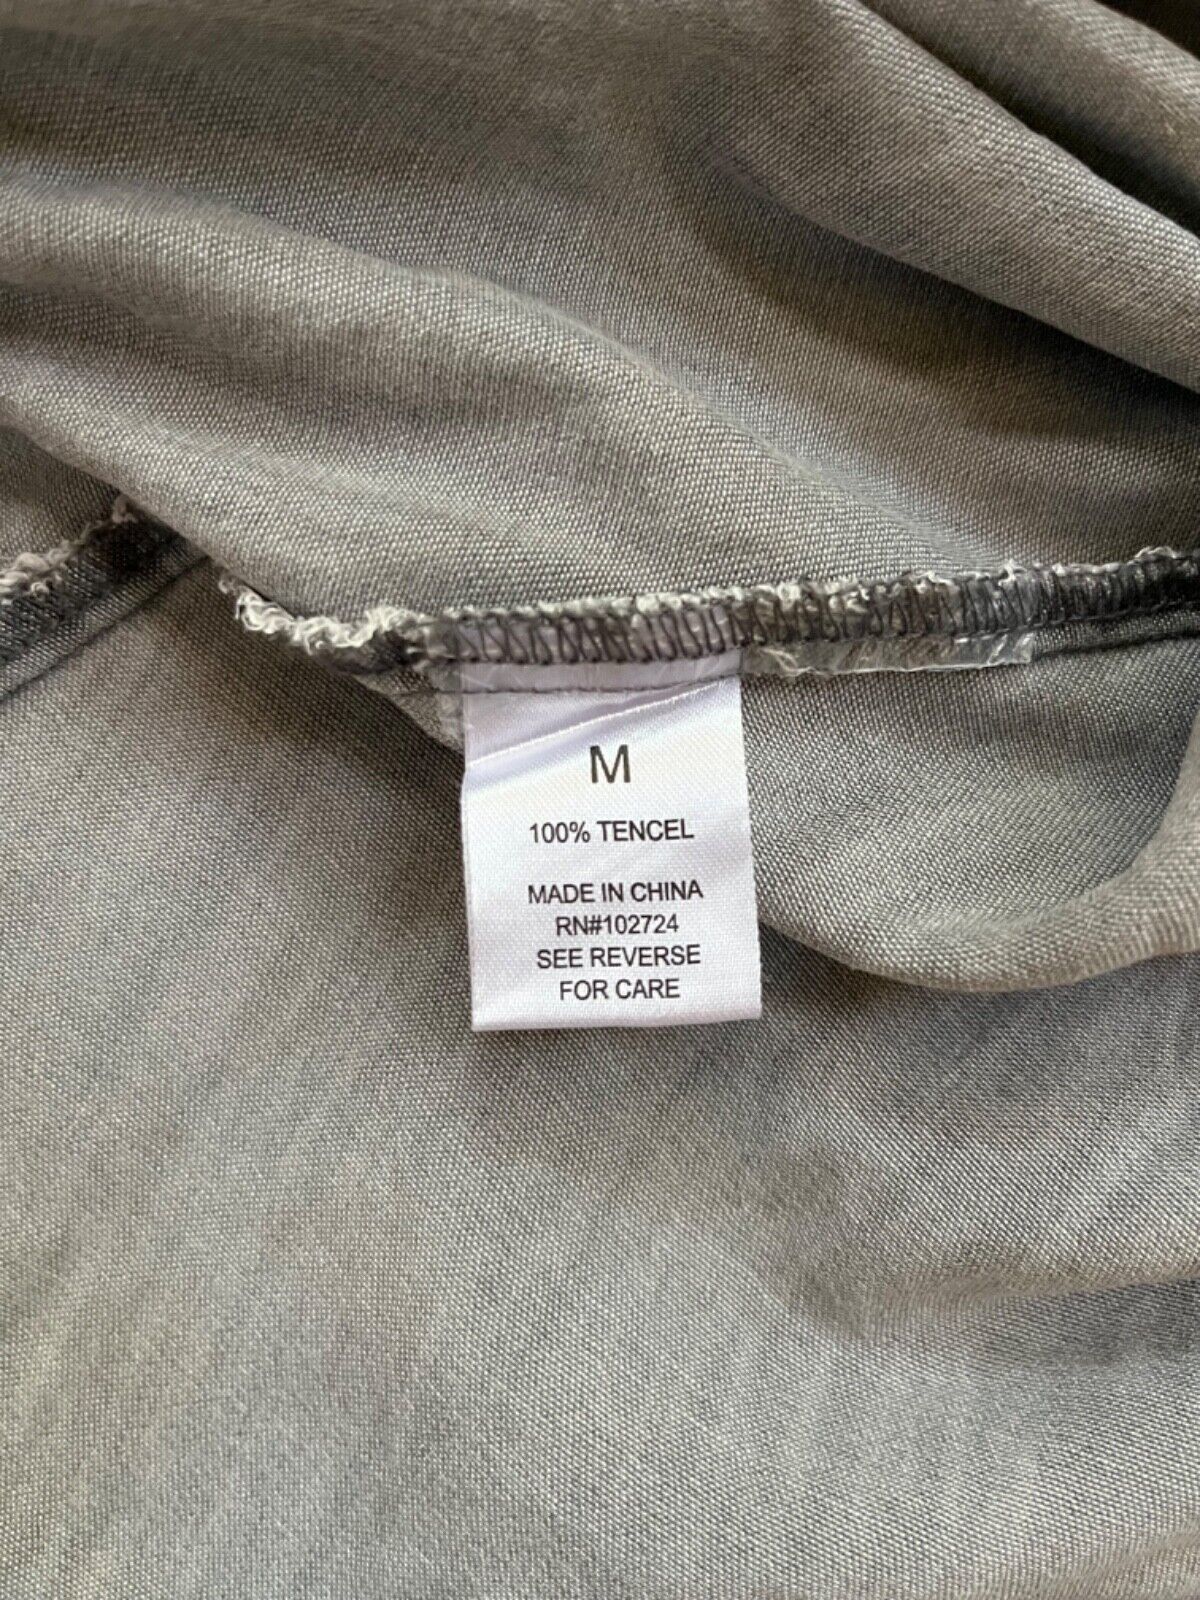 M
100% TENCEL
MADE IN CHINA
RN#102724
SEE REVERSE
FOR CARE